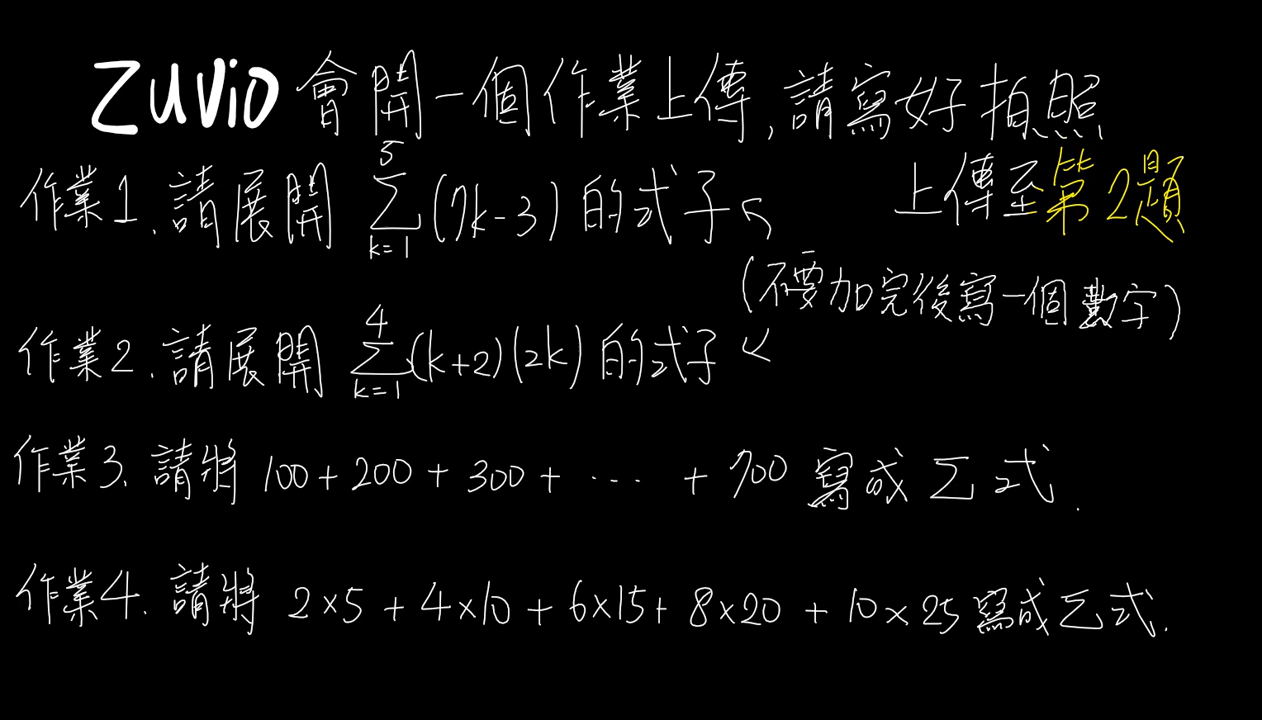 zuvio 會開一個作業上傳,請寫好拍照
上傳至第2題
作業1.請展開 \sum_{k=1}^{5}(7k-3) 的式子
(不要加完後寫一個數字)
作業2.請展開 \sum_{k=1}^{4}(k+2)(2k) 的式子
作業3.請將 100+200+300+……+700 寫成 Σ 式.
作業4.請將 2×5+4×10+6×15+8×20+10×25 寫成 Σ 式.